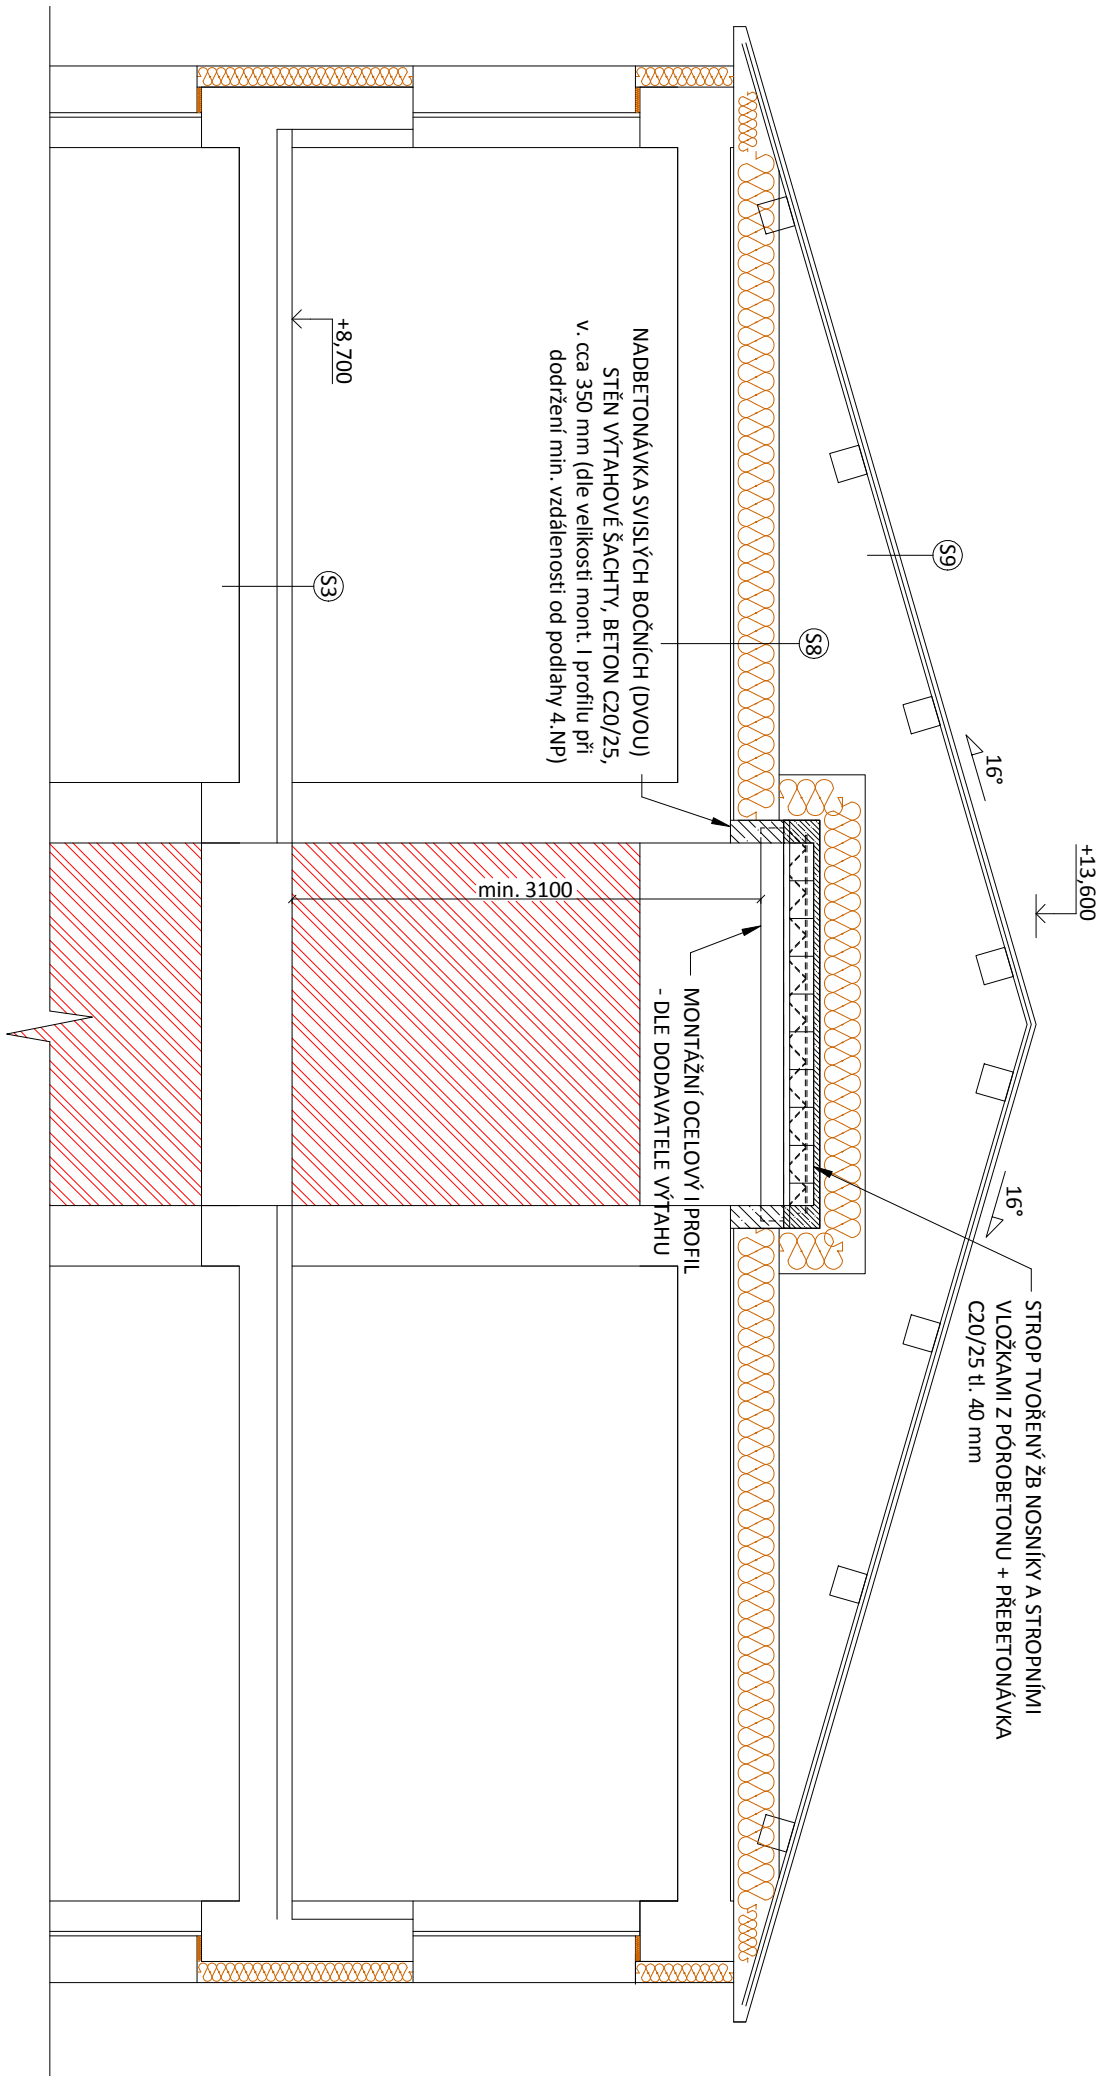 +13,600
16°
16°
S9
S8
S3
+8,700
min. 3100
STROP TVOŘENÝ ŽB NOSNÍKY A STROPNÍMI
VLOŽKAMI Z PÓROBETONU + PŘEBETONÁVKA
C20/25 tl. 40 mm
NADBETONÁVKA SVISLÝCH BOČNÍCH (DVOU)
STĚN VÝTAHOVÉ ŠACHTY, BETON C20/25,
v. cca 350 mm (dle velikosti mont. I profilu při
dodržení min. vzdálenosti od podlahy 4.NP)
MONTÁŽNÍ OCELOVÝ I PROFIL
- DLE DODAVATELE VÝTAHU